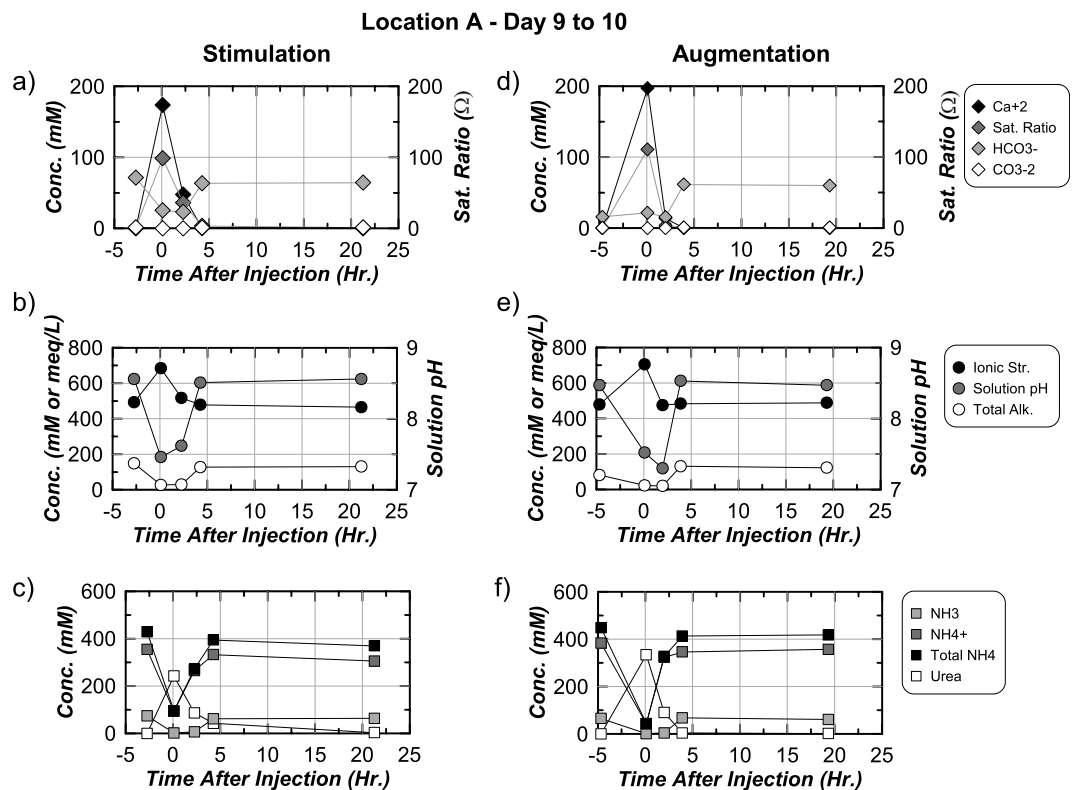 Location A - Day 9 to 10
Stimulation
Augmentation
a)
200
100
0
Conc. (mM)
200
100
0
Sat. Ratio (Ω)
-5 0 5 10 15 20 25
Time After Injection (Hr.)
d)
200
100
0
Conc. (mM)
200
100
0
Sat. Ratio (Ω)
-5 0 5 10 15 20 25
Time After Injection (Hr.)
Ca+2
Sat. Ratio
HCO3-
CO3-2
b)
800
600
400
200
0
Conc. (mM or meq/L)
9
8
7
Solution pH
-5 0 5 10 15 20 25
Time After Injection (Hr.)
e)
800
600
400
200
0
Conc. (mM or meq/L)
9
8
7
Solution pH
-5 0 5 10 15 20 25
Time After Injection (Hr.)
Ionic Str.
Solution pH
Total Alk.
c)
600
400
200
0
Conc. (mM)
-5 0 5 10 15 20 25
Time After Injection (Hr.)
f)
600
400
200
0
Conc. (mM)
-5 0 5 10 15 20 25
Time After Injection (Hr.)
NH3
NH4+
Total NH4
Urea